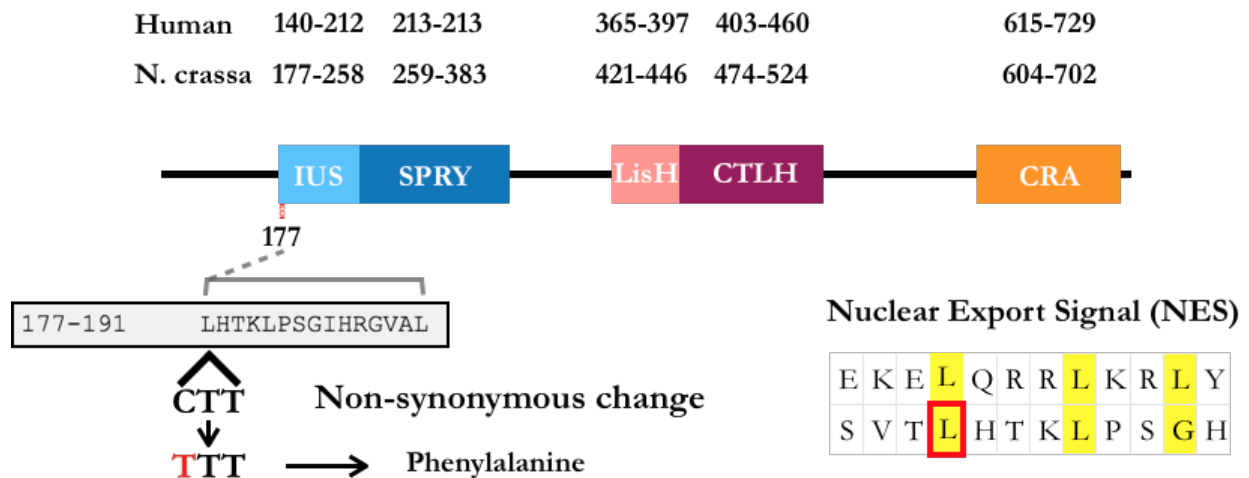 Human 140-212 213-213 365-397 403-460 615-729
N. crassa 177-258 259-383 421-446 474-524 604-702
IUS SPRY LisH CTLH CRA
177
177-191 LHTKLPSGIHRGVAL
CTT
Non-synonymous change
TTT
Phenylalanine
Nuclear Export Signal (NES)
E K E L Q R R L K R L Y
S V T L H T K L P S G H